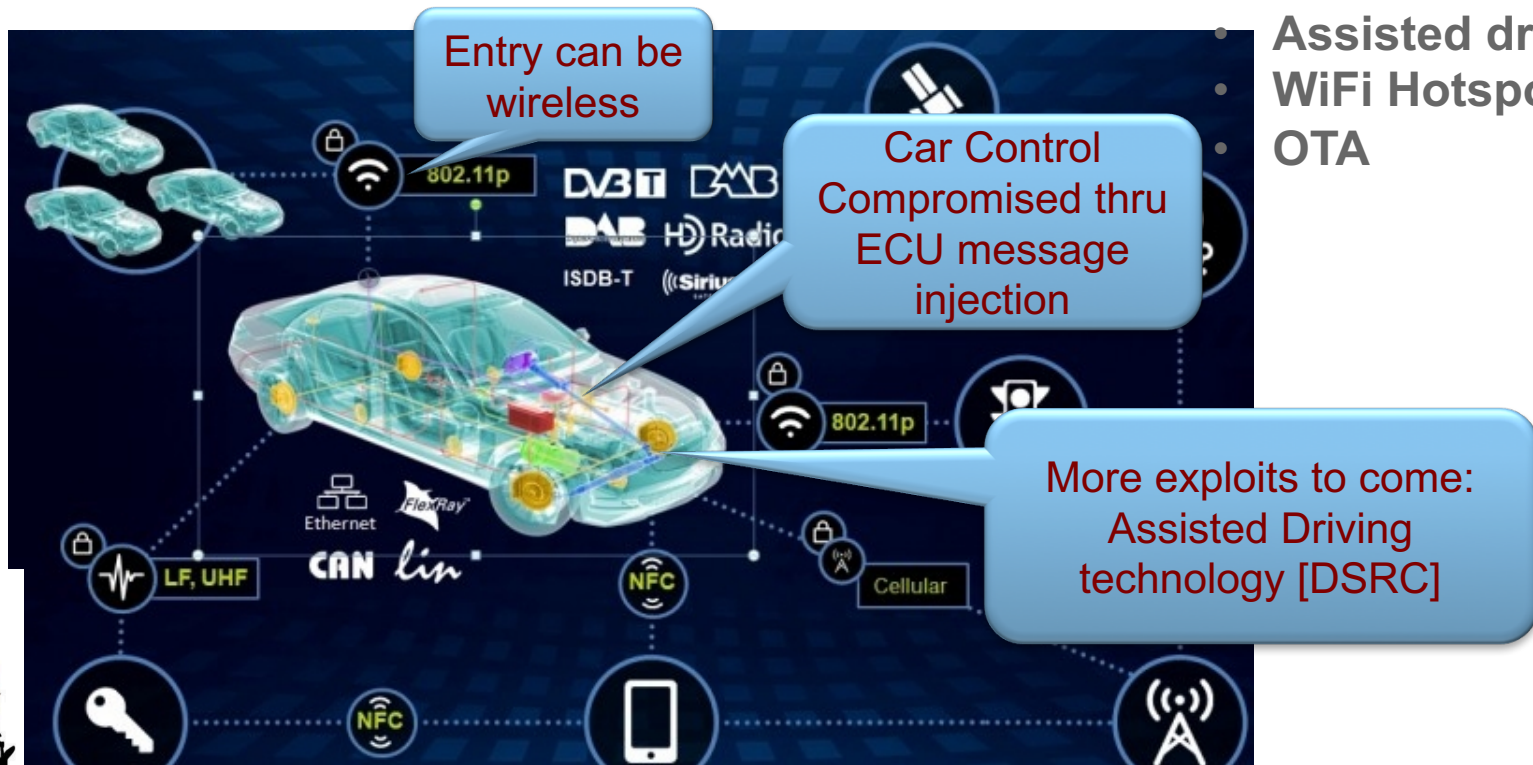 Assisted
WiFi
OTA
Entry can be
wireless
802.11p
DVB T DMB
DAB HD Radio
ISDB-T
Car Control
Compromised thru
ECU message
injection
802.11p
More exploits to come:
Assisted Driving
technology [DSRC]
Ethernet FlexRay
CAN lin
LF, UHF
NFC
Cellular
NFC